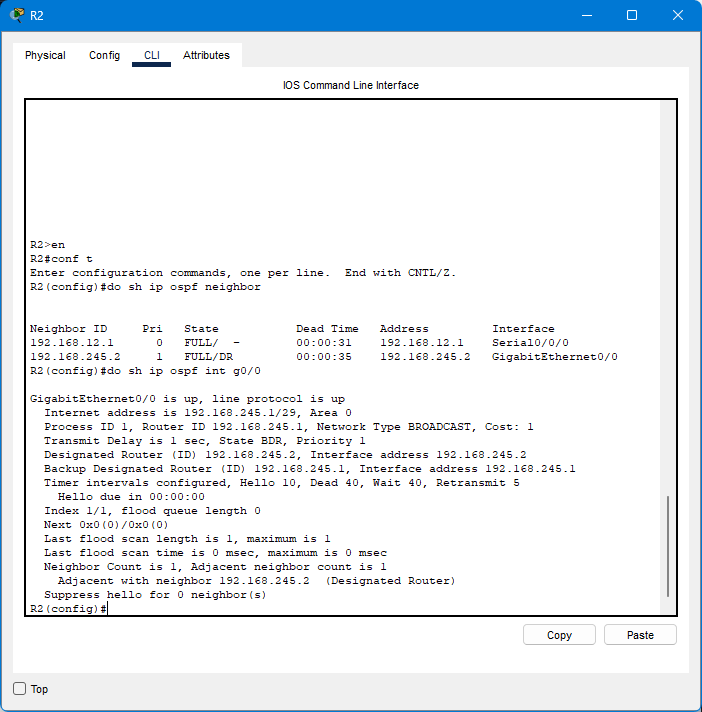 R2
Physical Config CLI Attributes
IOS Command Line Interface
R2>en
R2#conf t
Enter configuration commands, one per line.  End with CNTL/Z.
R2(config)#do sh ip ospf neighbor
Neighbor ID     Pri   State           Dead Time   Address         Interface
192.168.12.1      0   FULL/  -        00:00:31    192.168.12.1    Serial0/0/0
192.168.245.2     1   FULL/DR         00:00:35    192.168.245.2   GigabitEthernet0/0
R2(config)#do sh ip ospf int g0/0
GigabitEthernet0/0 is up, line protocol is up
  Internet address is 192.168.245.1/29, Area 0
  Process ID 1, Router ID 192.168.245.1, Network Type BROADCAST, Cost: 1
  Transmit Delay is 1 sec, State BDR, Priority 1
  Designated Router (ID) 192.168.245.2, Interface address 192.168.245.2
  Backup Designated Router (ID) 192.168.245.1, Interface address 192.168.245.1
  Timer intervals configured, Hello 10, Dead 40, Wait 40, Retransmit 5
    Hello due in 00:00:00
  Index 1/1, flood queue length 0
  Next 0x0(0)/0x0(0)
  Last flood scan length is 1, maximum is 1
  Last flood scan time is 0 msec, maximum is 0 msec
  Neighbor Count is 1, Adjacent neighbor count is 1
    Adjacent with neighbor 192.168.245.2  (Designated Router)
  Suppress hello for 0 neighbor(s)
R2(config)#
Copy Paste
Top